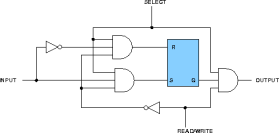 SELECT
R
INPUT
S
Q
OUTPUT
READ/WRITE